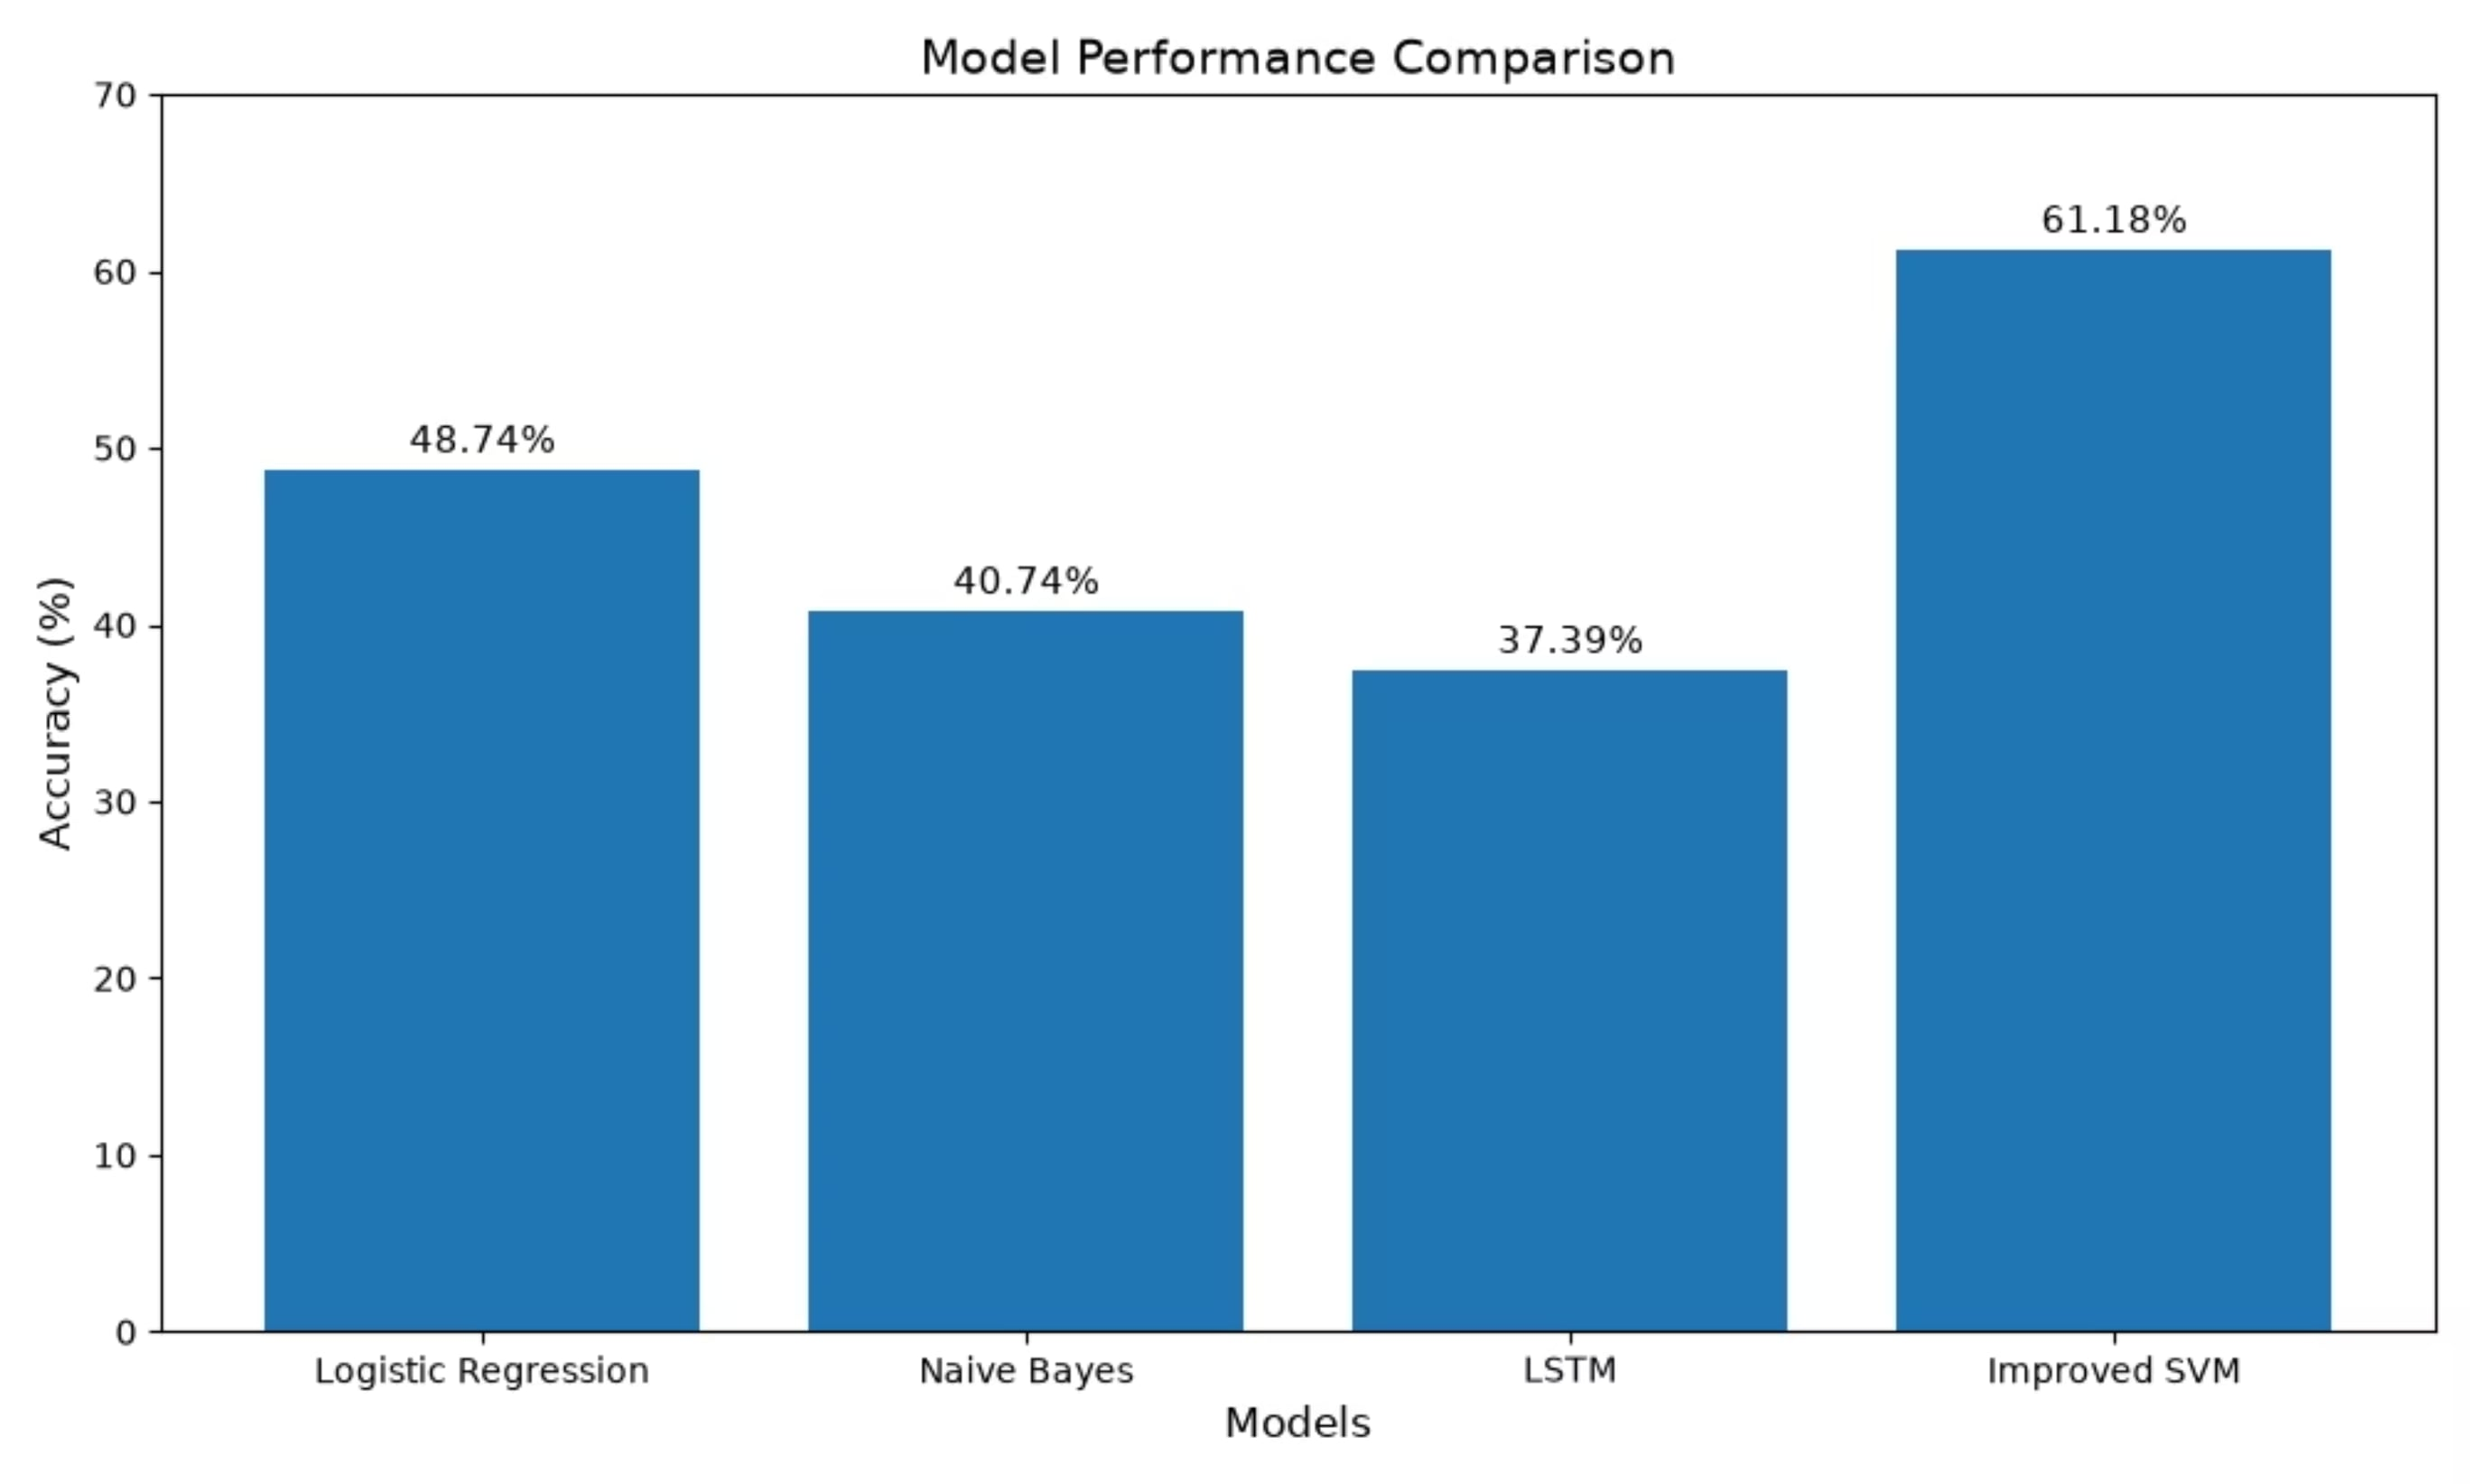 Model Performance Comparison
70
60
50
40
30
20
10
0
Accuracy (%)
48.74%
40.74%
37.39%
61.18%
Logistic Regression
Naive Bayes
LSTM
Improved SVM
Models